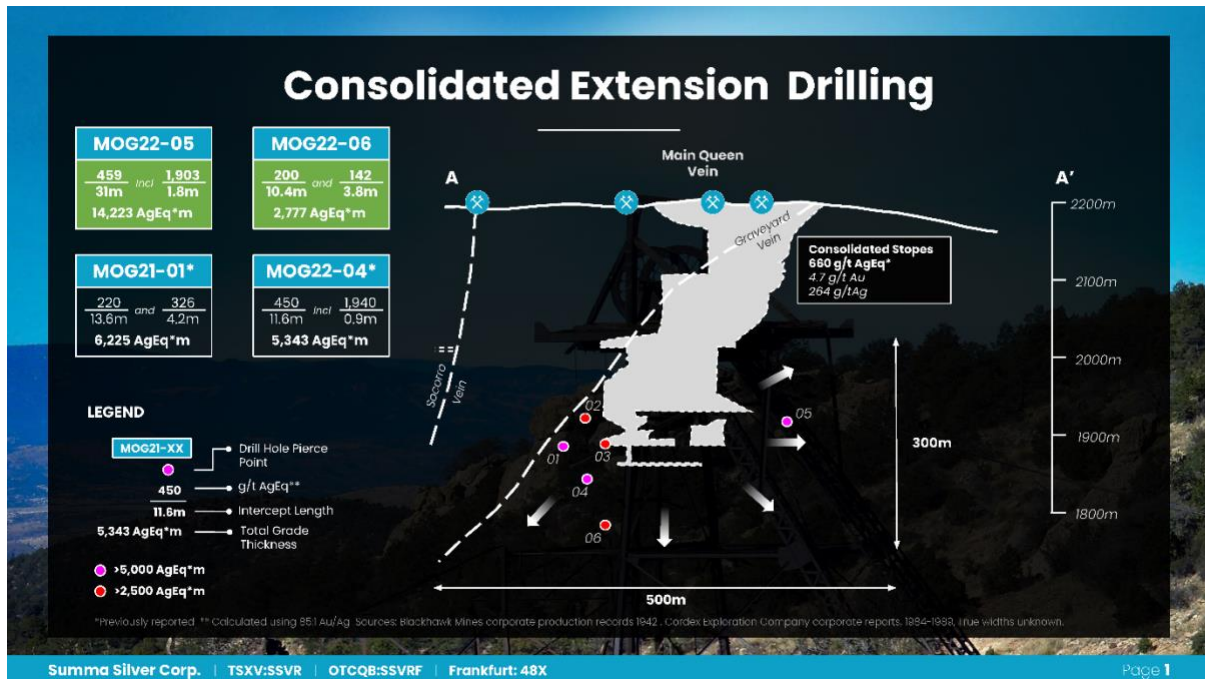 Consolidated Extension Drilling
MOG22-05
459 Incl 1,903
31m 1.8m
14,223 AgEq*m
MOG22-06
200 and 142
10.4m 3.8m
2,777 AgEq*m
MOG21-01*
220 and 326
13.6m 4.2m
6,225 AgEq*m
MOG22-04*
450 Incl 1,940
11.6m 0.9m
5,343 AgEq*m
LEGEND
MOG21-XX
Drill Hole Pierce
Point
450
g/t AgEq**
11.6m
Intercept Length
5,343 AgEq*m
Total Grade
Thickness
>5,000 AgEq*m
>2,500 AgEq*m
Main Queen
Vein
A
A'
Graveyard
Vein
Socorro
Vein
Consolidated Stopes
660 g/t AgEq*
4.7 g/t Au
264 g/tAg
2200m
2100m
2000m
1900m
1800m
02
05
01
03
04
06
300m
500m
*Previously reported ** Calculated using 85:1 Au/Ag Sources: Blackhawk Mines corporate production records 1942 , Cordex Exploration Company corporate reports, 1984-1989, True widths unknown.
Summa Silver Corp. | TSXV:SSVR | OTCQB:SSVRF | Frankfurt: 48X
Page 1